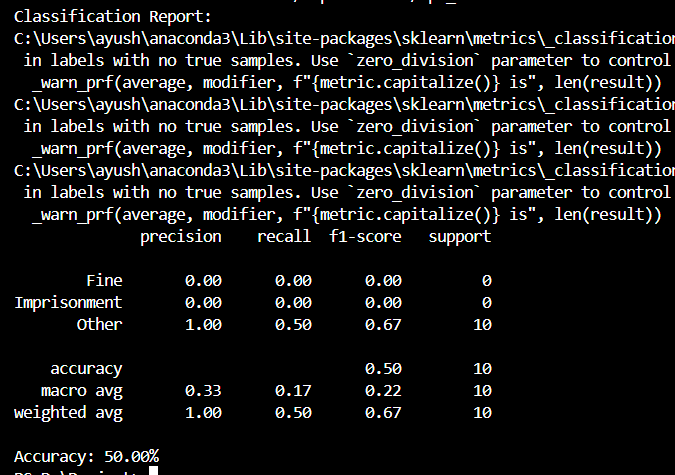 Classification Report:
C:\Users\ayush\anaconda3\Lib\site-packages\sklearn\metrics\_classification
in labels with no true samples. Use `zero_division` parameter to control
_warn_prf(average, modifier, f"{metric.capitalize()} is", len(result))
C:\Users\ayush\anaconda3\Lib\site-packages\sklearn\metrics\_classification
in labels with no true samples. Use `zero_division` parameter to control
_warn_prf(average, modifier, f"{metric.capitalize()} is", len(result))
C:\Users\ayush\anaconda3\Lib\site-packages\sklearn\metrics\_classification
in labels with no true samples. Use `zero_division` parameter to control
_warn_prf(average, modifier, f"{metric.capitalize()} is", len(result))
precision recall f1-score support
Fine 0.00 0.00 0.00 0
Imprisonment 0.00 0.00 0.00 0
Other 1.00 0.50 0.67 10
accuracy 0.50 10
macro avg 0.33 0.17 0.22 10
weighted avg 1.00 0.50 0.67 10
Accuracy: 50.00%